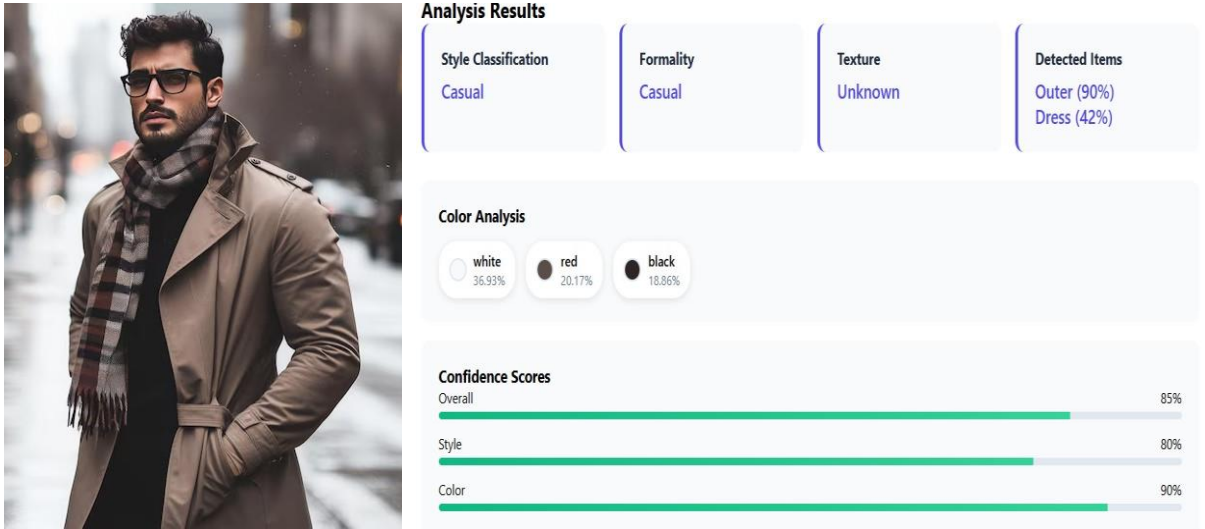 Analysis Results
Style Classification
Casual
Formality
Casual
Texture
Unknown
Detected Items
Outer (90%)
Dress (42%)
Color Analysis
white
36.93%
red
20.17%
black
18.86%
Confidence Scores
Overall
85%
Style
80%
Color
90%